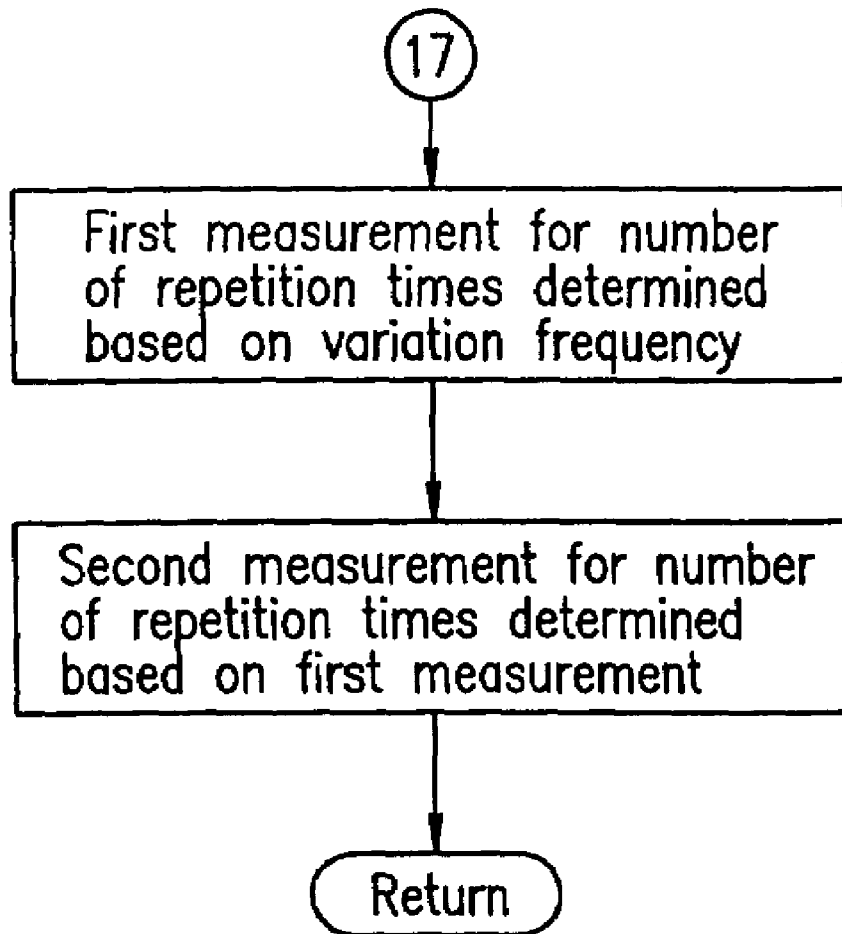 17
First measurement for number
of repetition times determined
based on variation frequency
Second measurement for number
of repetition times determined
based on first measurement
Return